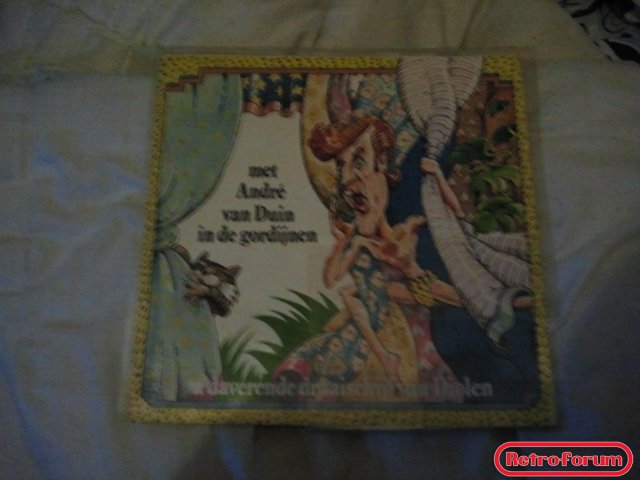 met
André
van Duin
in de gordijnen
daverende
RetroForum